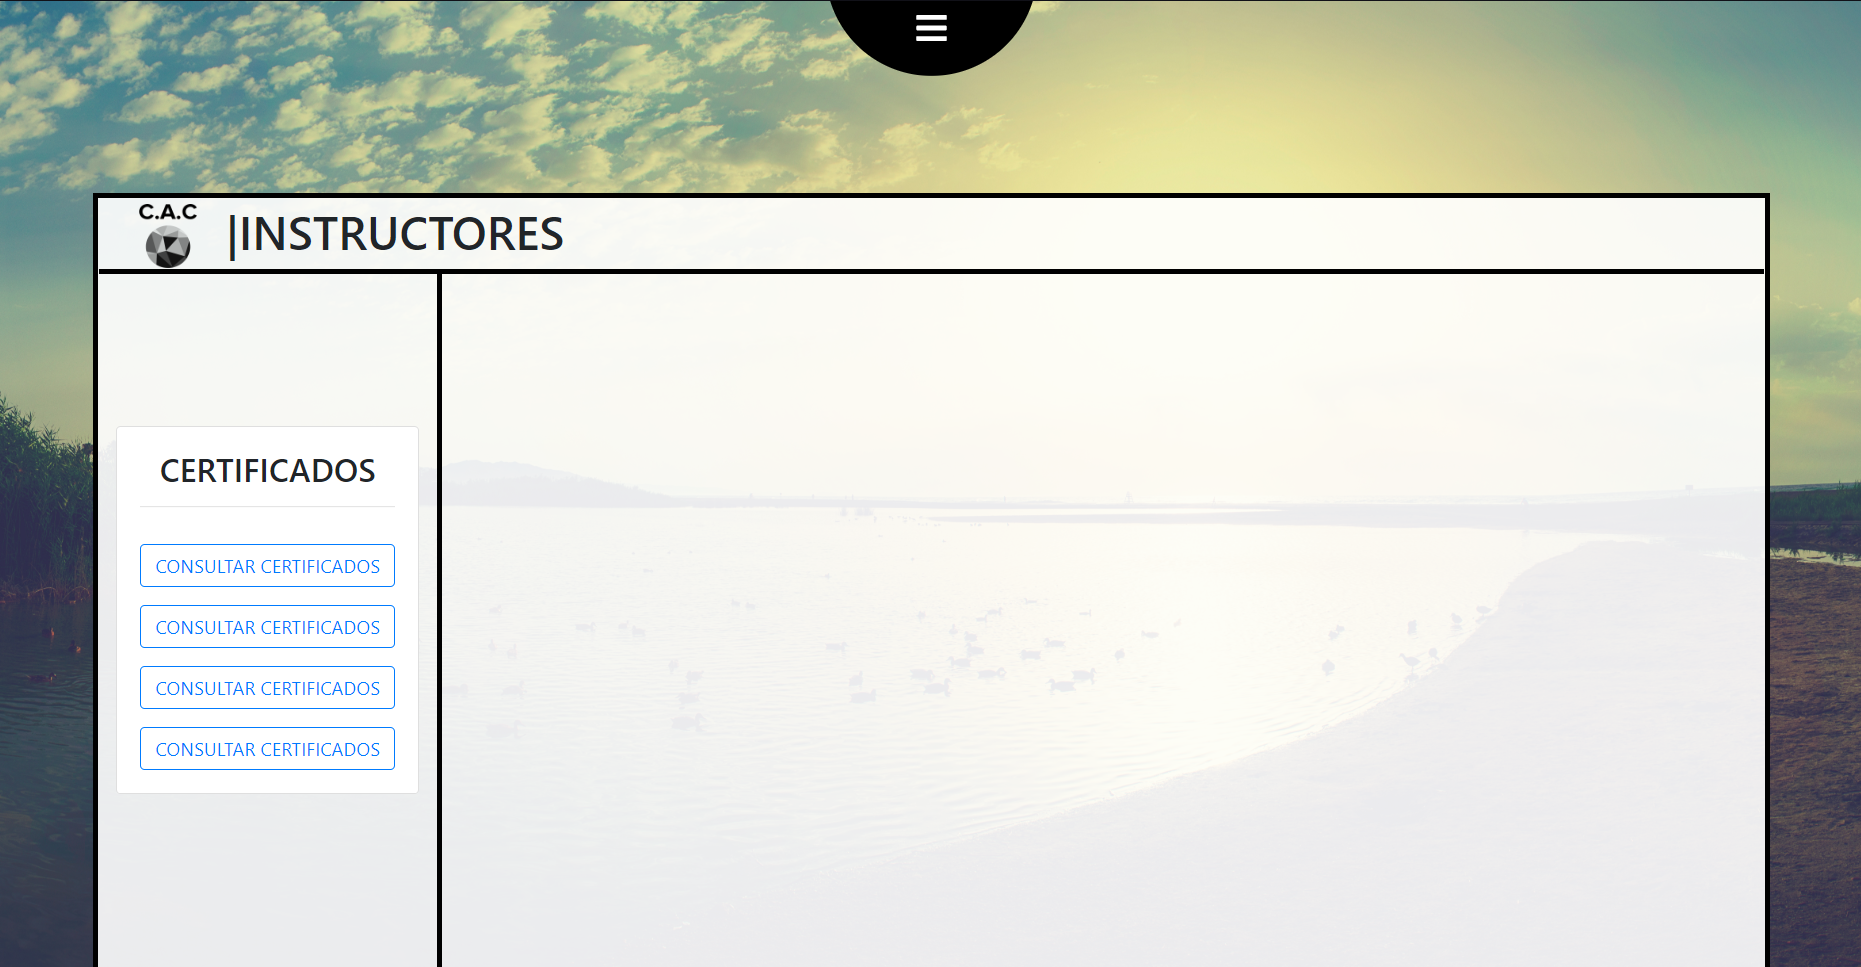 C.A.C
|INSTRUCTORES
CERTIFICADOS
CONSULTAR CERTIFICADOS
CONSULTAR CERTIFICADOS
CONSULTAR CERTIFICADOS
CONSULTAR CERTIFICADOS